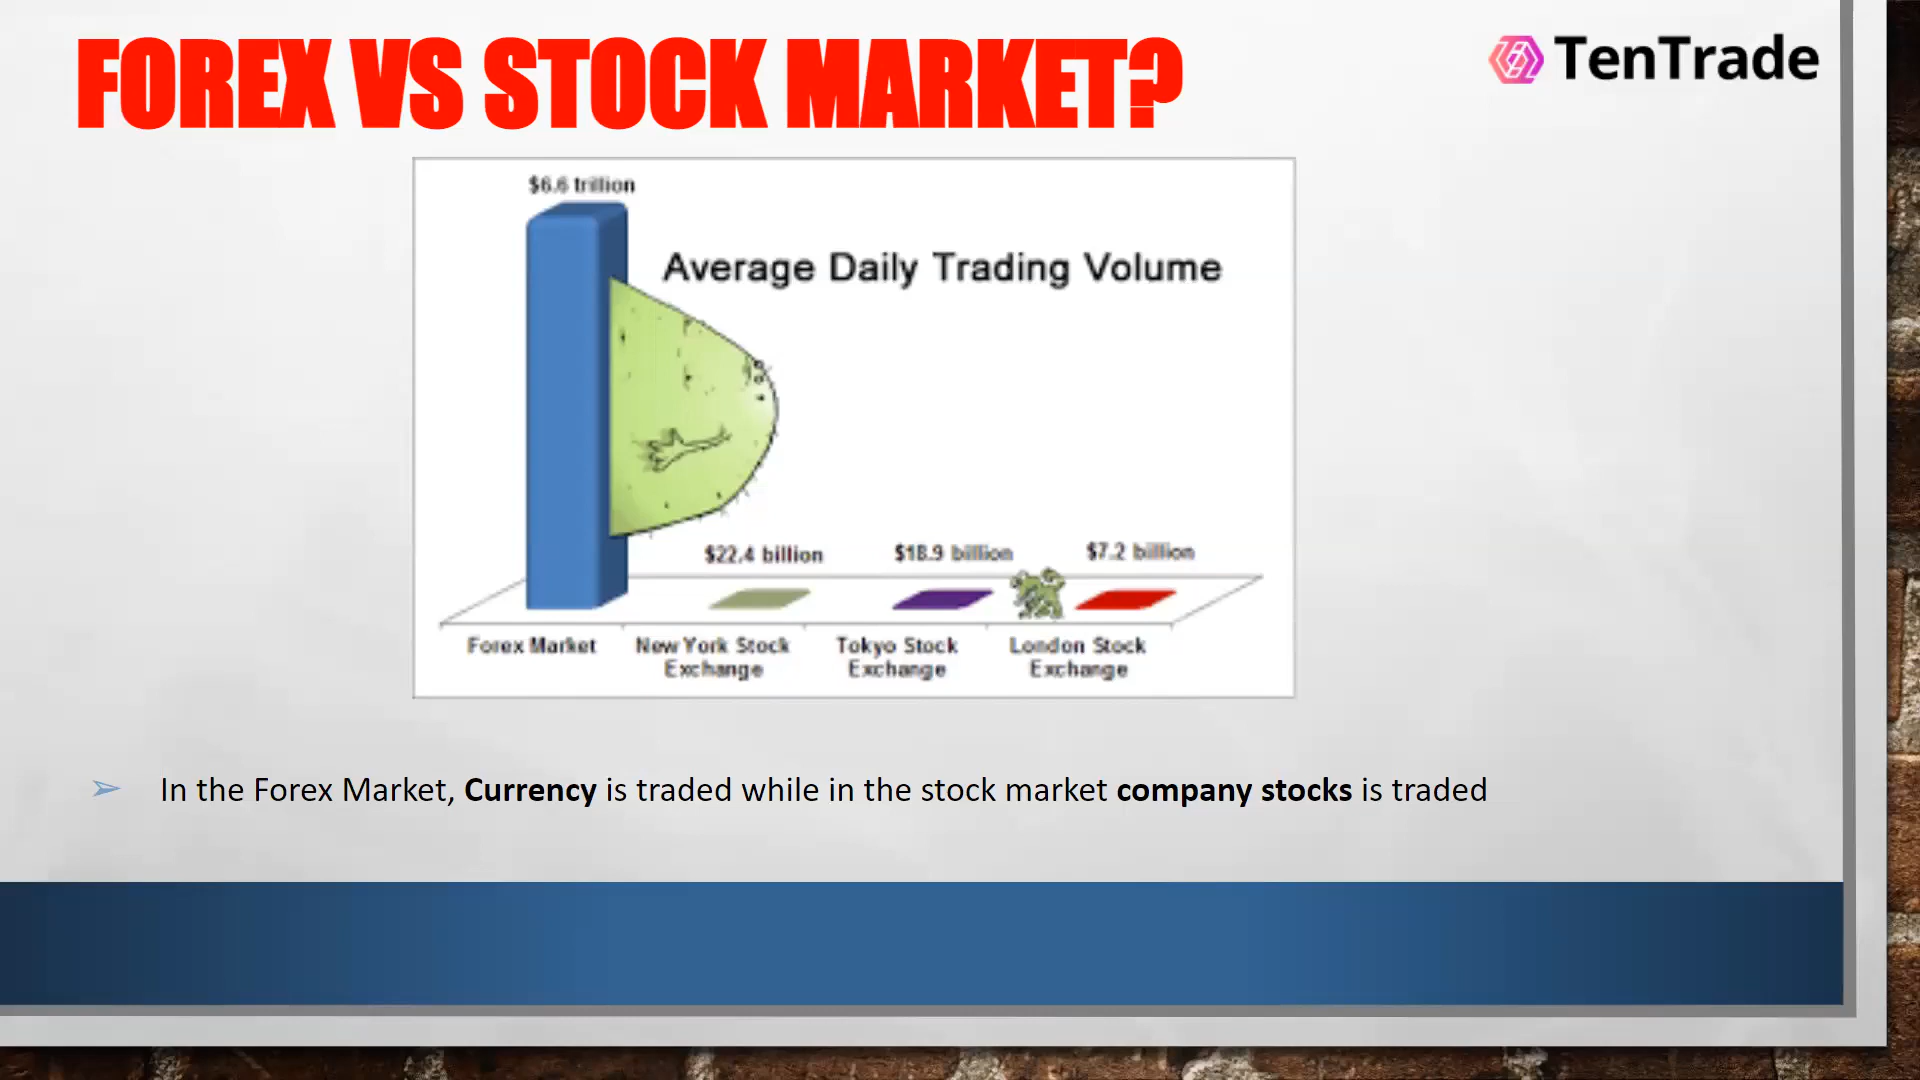 FOREX VS STOCK MARKET?
TenTrade
$6.6 trillion
Average Daily Trading Volume
$22.4 billion
$18.9 billion
$7.2 billion
Forex Market
New York Stock
Exchange
Tokyo Stock
Exchange
London Stock
Exchange
➢ In the Forex Market, Currency is traded while in the stock market company stocks is traded